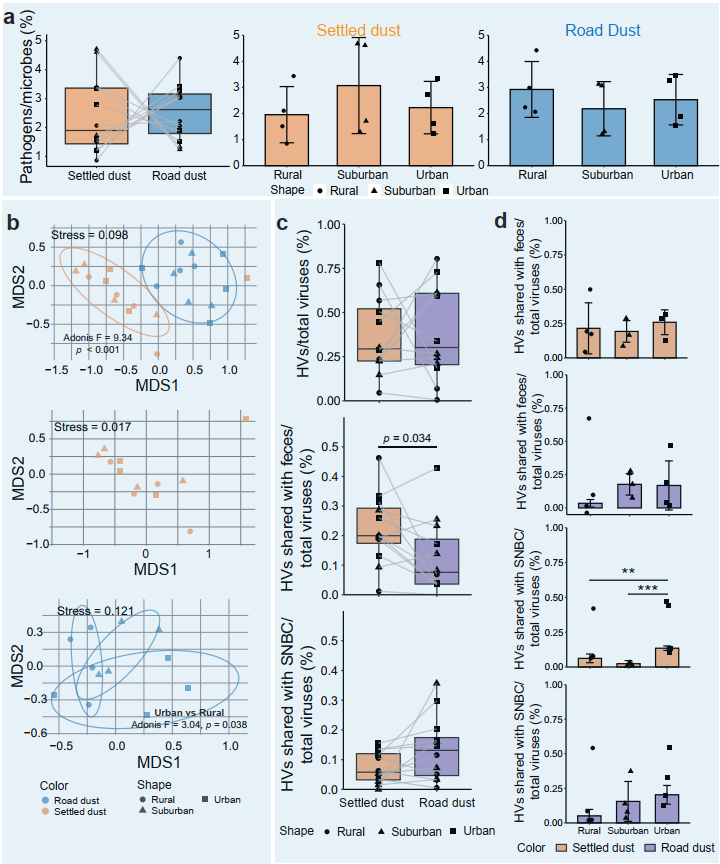 a
Settled dust
Road Dust
Pathogens/microbes (%)
5
4
3
2
1
Settled dust
Road dust
5
4
3
2
1
0
Rural
Suburban
Urban
5
4
3
2
1
0
Rural
Suburban
Urban
Shape
Rural
Suburban
Urban
b
MDS2
Stress = 0.098
0.5
0.0
−0.5
Adonis F = 9.34
p < 0.001
−1.5 −1.0 −0.5 0.0 0.5 1.0
MDS1
MDS2
Stress = 0.017
0.5
0.0
−0.5
−1.0
−1 0 1
MDS1
MDS2
Stress = 0.121
0.3
0.0
−0.3
−0.6
Urban vs Rural
Adonis F = 3.04, p = 0.038
−0.5 0.0 0.5 1.0
MDS1
Color
Road dust
Settled dust
Shape
Rural
Suburban
Urban
c
HVs/total viruses (%)
1.00
0.75
0.50
0.25
0.00
HVs shared with feces/
total viruses (%)
0.5
0.4
0.3
0.2
0.1
0.0
p = 0.034
HVs shared with SNBC/
total viruses (%)
0.5
0.4
0.3
0.2
0.1
0.0
Settled dust
Road dust
Shape
Rural
Suburban
Urban
d
HVs shared with feces/
total viruses (%)
1.00
0.75
0.50
0.25
0.00
HVs shared with feces/
total viruses (%)
1.00
0.75
0.50
0.25
0.00
HVs shared with SNBC/
total viruses (%)
1.00
0.75
0.50
0.25
0.00
**
***
HVs shared with SNBC/
total viruses (%)
1.00
0.75
0.50
0.25
0.00
Rural
Suburban
Urban
Color
Settled dust
Road dust